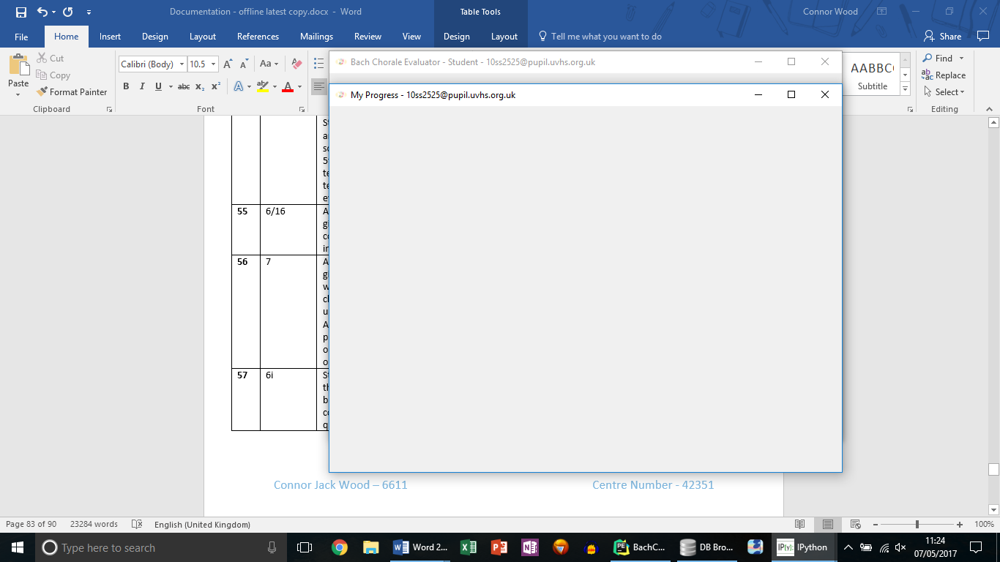 Documentation - offline latest copy.docx - Word
Table Tools
Connor Wood
File
Home
Insert
Design
Layout
References
Mailings
Review
View
Design
Layout
Tell me what you want to do
Share
Paste
Cut
Copy
Format Painter
Clipboard
Calibri (Body)
10.5
A
A
Aa
B
I
U
abc
x2
x2
A
A
Font
AABBC
Subtitle
Find
Replace
Select
Editing
Bach Chorale Evaluator - Student - 10ss2525@pupil.uvhs.org.uk
My Progress - 10ss2525@pupil.uvhs.org.uk
55
6/16
56
7
57
6i
Connor Jack Wood – 6611
Centre Number - 42351
Page 83 of 90
23284 words
English (United Kingdom)
100%
Type here to search
Word 2...
BachC...
DB Bro...
IP[y]:
IPython
11:24
07/05/2017